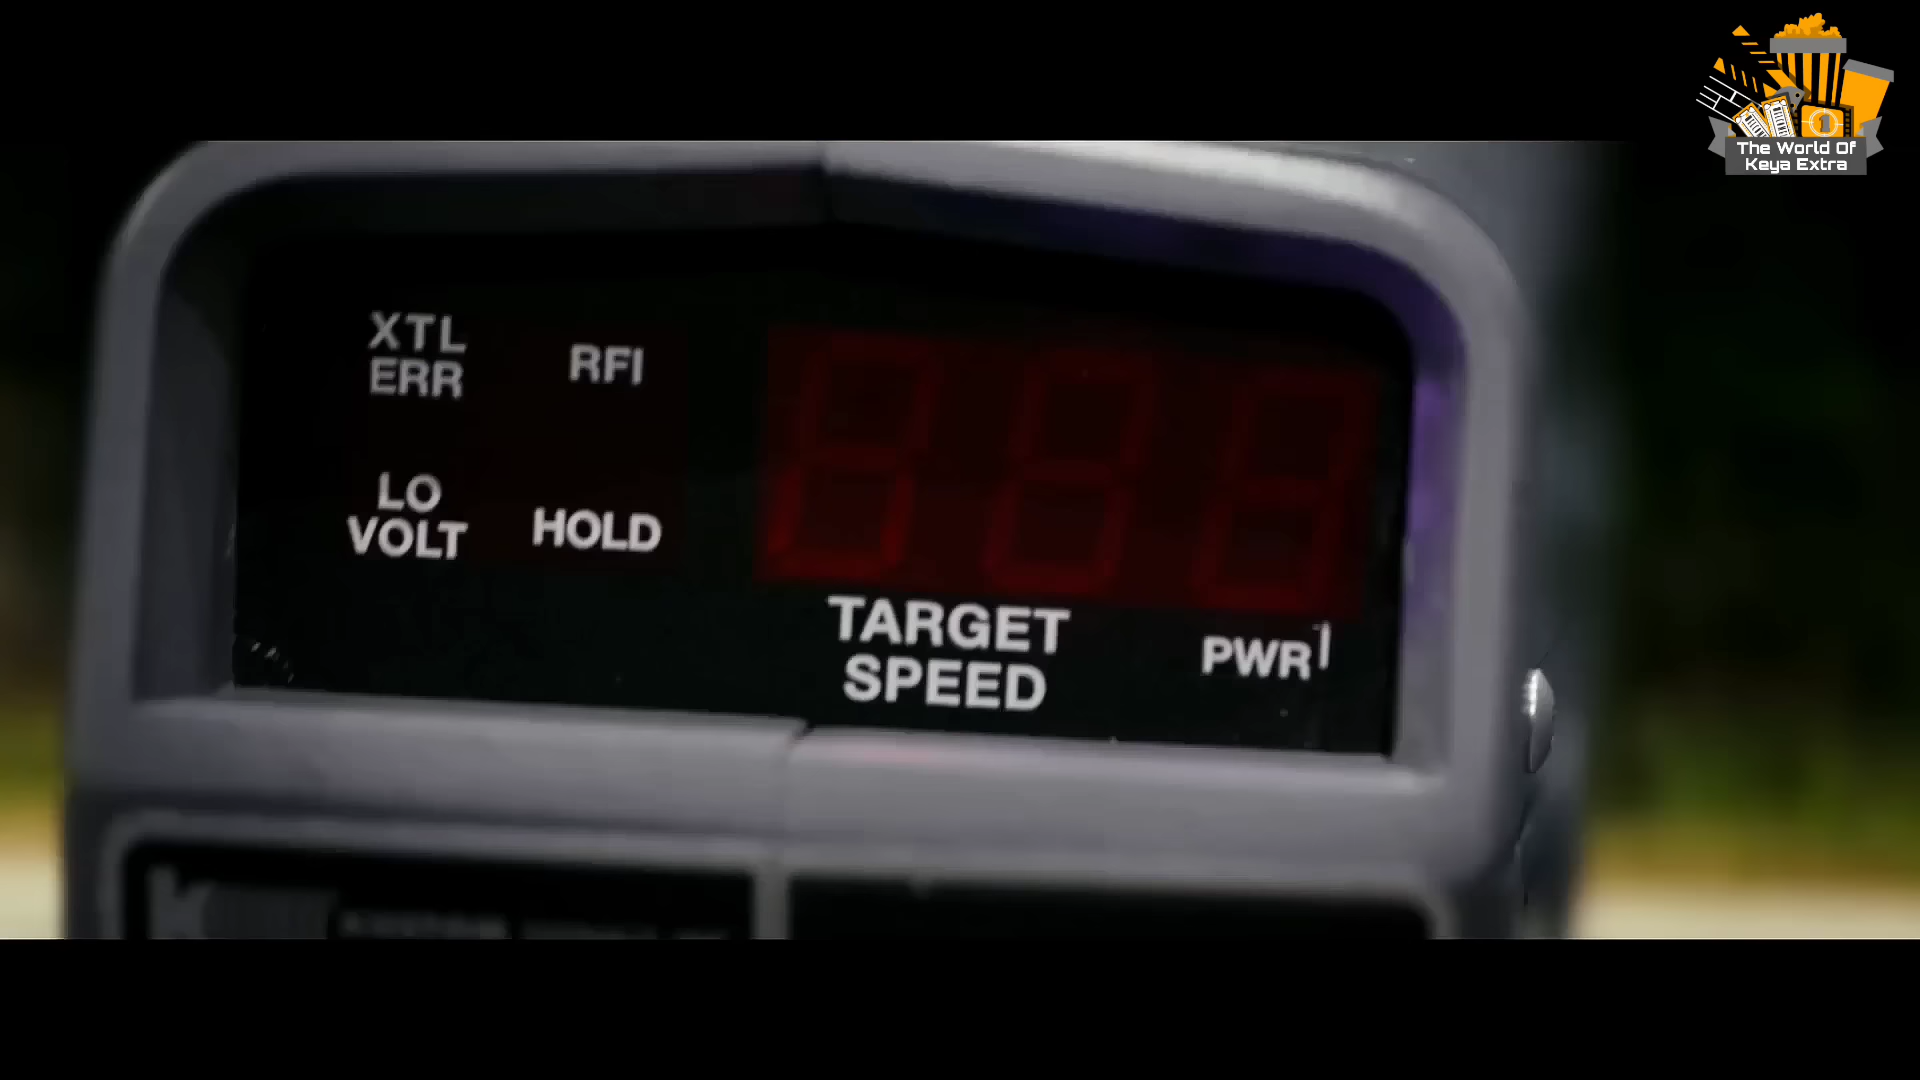 The World Of
Keya Extra
XTL
ERR
RFI
LO
VOLT
HOLD
TARGET
SPEED
PWR